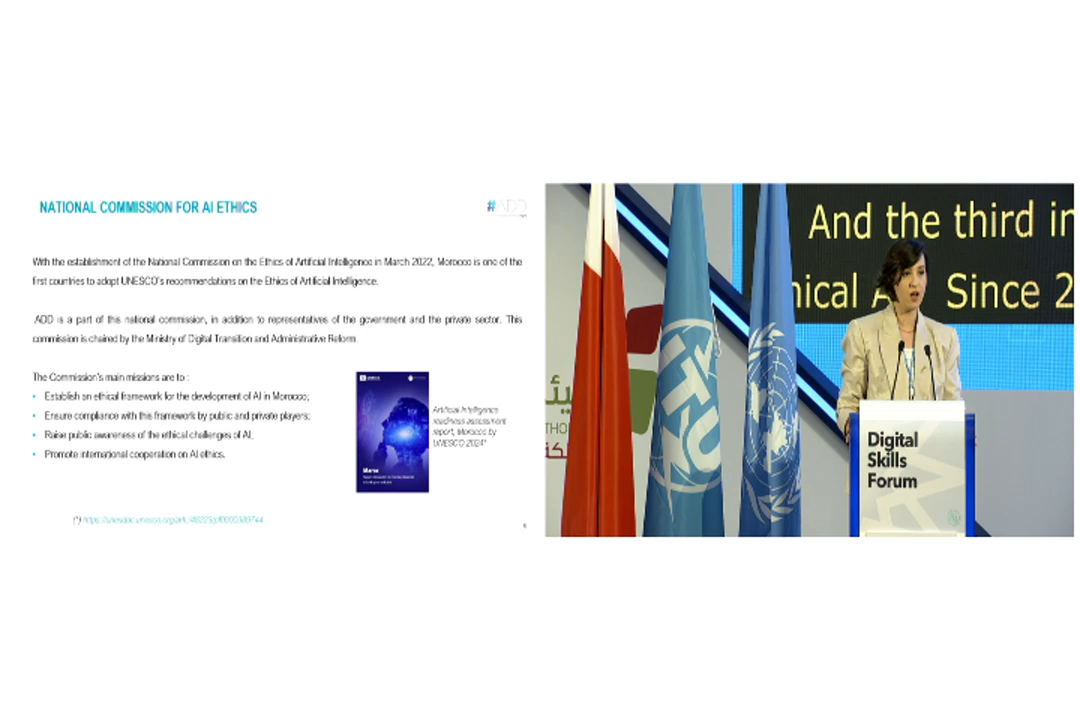 NATIONAL COMMISSION FOR AI ETHICS
#ADD
With the establishment of the National Commission on the Ethics of Artificial Intelligence in March 2022, Morocco is one of the
first countries to adopt UNESCO's recommendations on the Ethics of Artificial Intelligence.
ADD is a part of this national commission, in addition to representatives of the government and the private sector. This
commission is chaired by the Ministry of Digital Transition and Administrative Reform.
The Commission's main missions are to :
• Establish an ethical framework for the development of AI in Morocco;
• Ensure compliance with this framework by public and private players;
• Raise public awareness of the ethical challenges of AI;
• Promote international cooperation on AI ethics.
Maroc
Artificial Intelligence
readiness assessment
report, Morocco by
UNESCO 2024*
And the third in
hical A Since 2
ITU
Digital
Skills
Forum